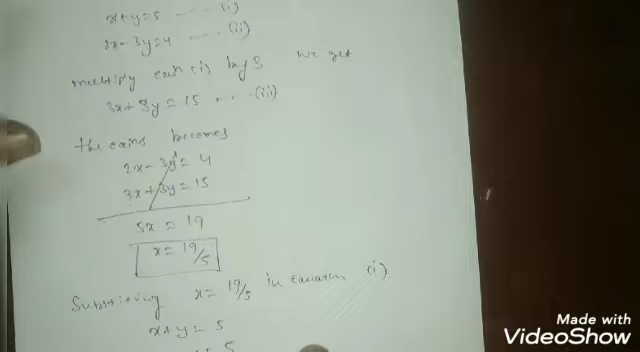 x+y=5 ---- (i)
2x-3y=4 ---- (ii)
multiply eqn (i) by 3 we get
3x+3y=15 ---- (iii)
the eqns becomes
2x-3y=4
3x+3y=15
5x=19
x=19/5
Substituting x=19/5 in equation (i)
x+y=5
Made with
VideoShow